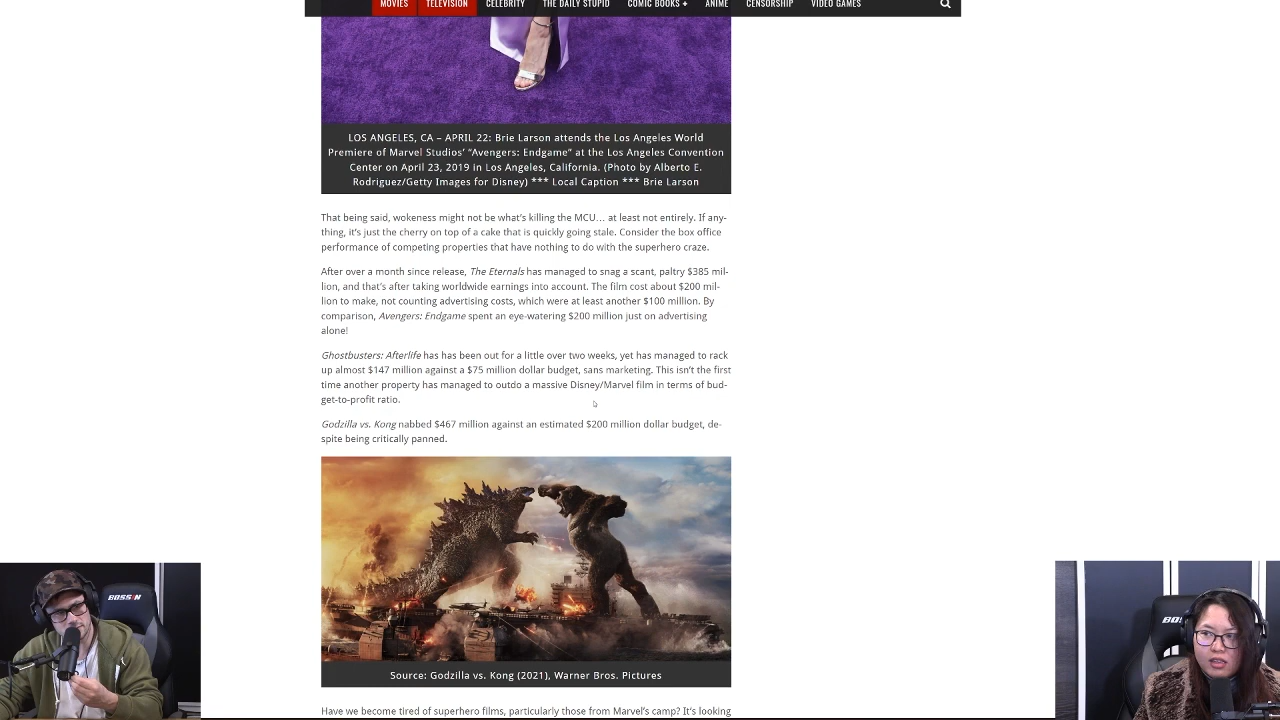 MOVIES TELEVISION CELEBRITY THE DAILY STUPID COMIC BOOKS + ANIME CENSORSHIP VIDEO GAMES
LOS ANGELES, CA – APRIL 22: Brie Larson attends the Los Angeles World
Premiere of Marvel Studios’ “Avengers: Endgame” at the Los Angeles Convention
Center on April 23, 2019 in Los Angeles, California. (Photo by Alberto E.
Rodriguez/Getty Images for Disney) *** Local Caption *** Brie Larson
That being said, wokeness might not be what’s killing the MCU… at least not entirely. If any-
thing, it’s just the cherry on top of a cake that is quickly going stale. Consider the box office
performance of competing properties that have nothing to do with the superhero craze.
After over a month since release, The Eternals has managed to snag a scant, paltry $385 mil-
lion, and that’s after taking worldwide earnings into account. The film cost about $200 mil-
lion to make, not counting advertising costs, which were at least another $100 million. By
comparison, Avengers: Endgame spent an eye-watering $200 million just on advertising
alone!
Ghostbusters: Afterlife has has been out for a little over two weeks, yet has managed to rack
up almost $147 million against a $75 million dollar budget, sans marketing. This isn’t the first
time another property has managed to outdo a massive Disney/Marvel film in terms of bud-
get-to-profit ratio.
Godzilla vs. Kong nabbed $467 million against an estimated $200 million dollar budget, de-
spite being critically panned.
BOSSIN
BO
Source: Godzilla vs. Kong (2021), Warner Bros. Pictures
Have we become tired of superhero films, particularly those from Marvel’s camp? It’s looking